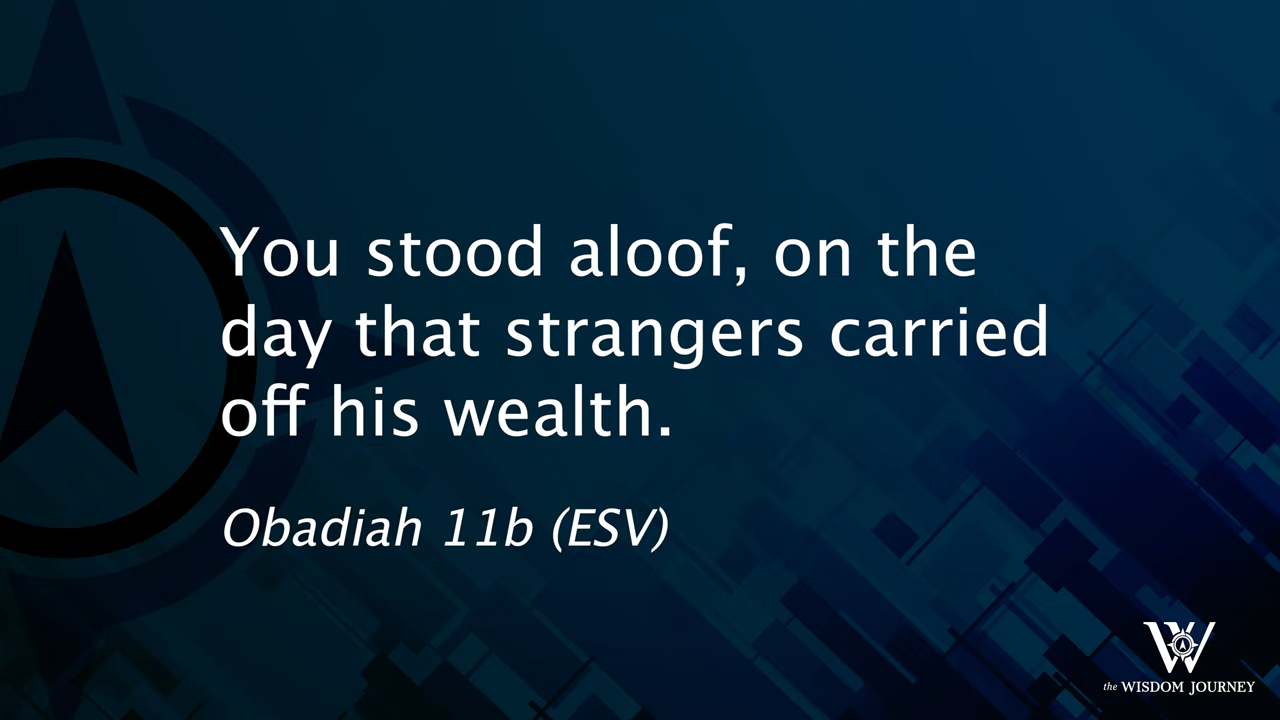 You stood aloof, on the
day that strangers carried
off his wealth.
Obadiah 11b (ESV)
W
the WISDOM JOURNEY